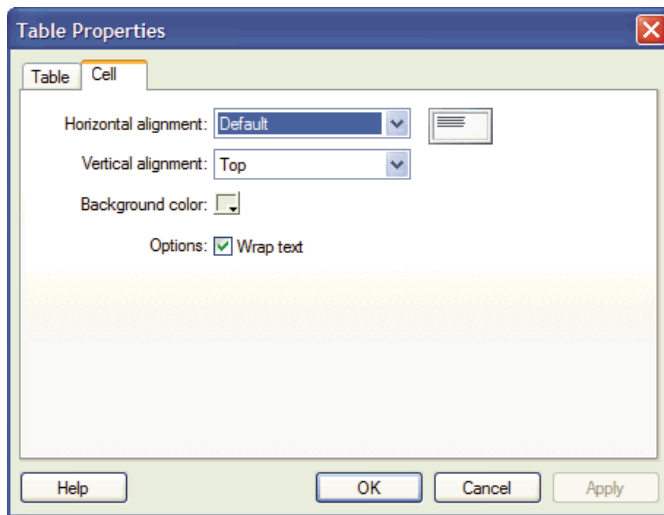 Table Properties
Table Cell
Horizontal alignment: Default
Vertical alignment: Top
Background color:
Options: Wrap text
Help OK Cancel Apply